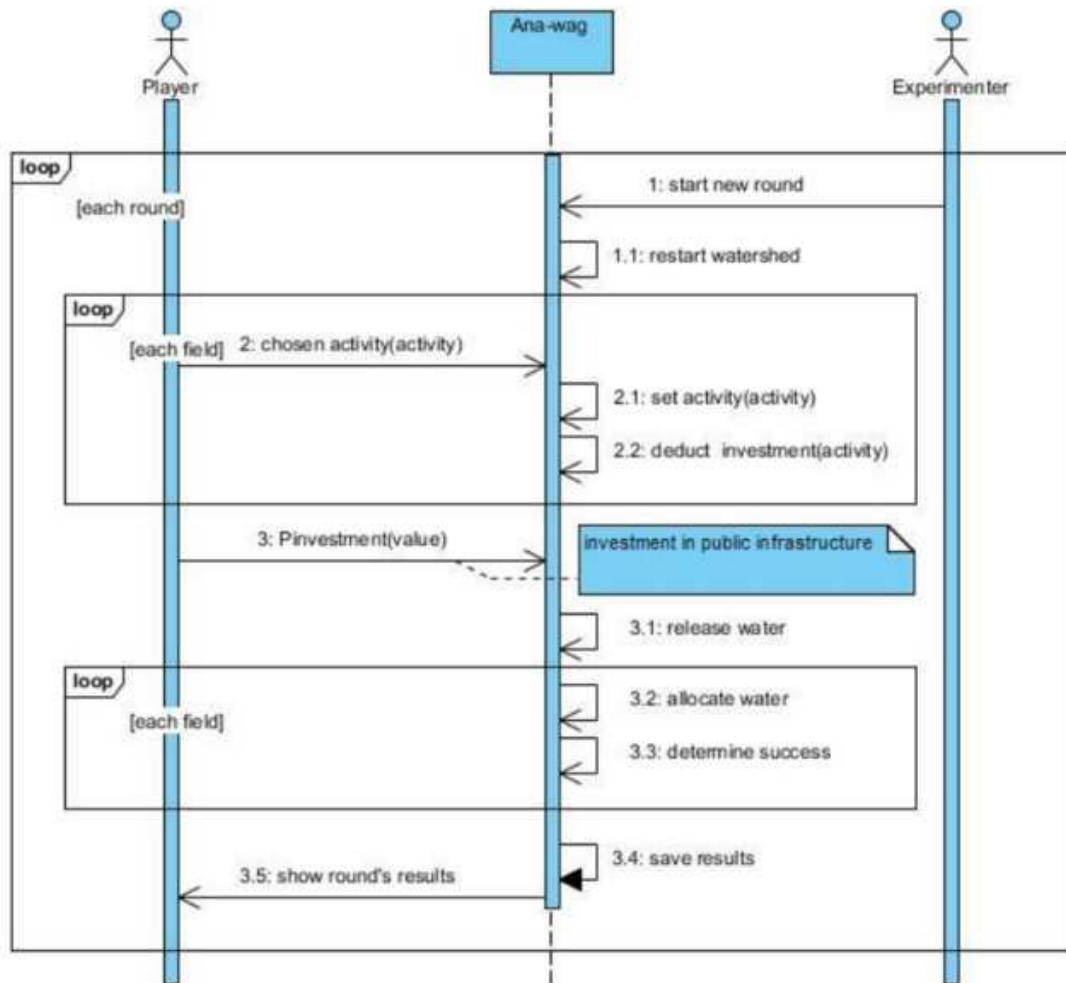 Ana-wag
Player
Experimenter
loop
1: start new round
[each round]
1.1: restart watershed
loop
[each field]
2: chosen activity(activity)
2.1: set activity(activity)
2.2: deduct investment(activity)
3: Pinvestment(value)
investment in public infrastructure
3.1: release water
loop
3.2: allocate water
[each field]
3.3: determine success
3.4: save results
3.5: show round's results